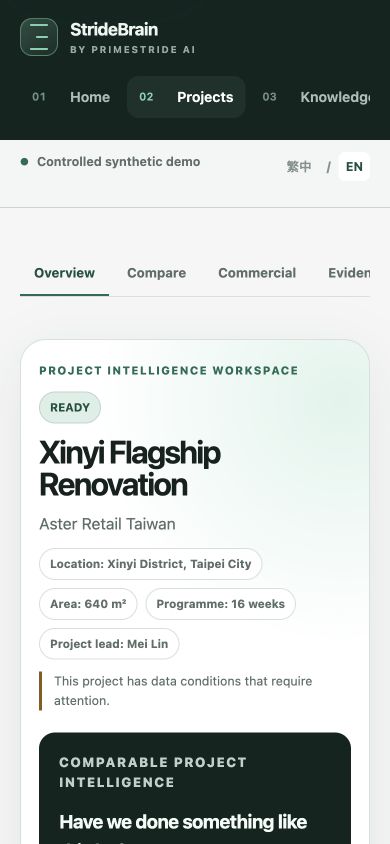 StrideBrain
BY PRIMESTRIDE AI
01 Home 02 Projects 03 Knowledge
Controlled synthetic demo 繁中 / EN
Overview Compare Commercial Eviden
PROJECT INTELLIGENCE WORKSPACE
READY
Xinyi Flagship
Renovation
Aster Retail Taiwan
Location: Xinyi District, Taipei City
Area: 640 m² Programme: 16 weeks
Project lead: Mei Lin
This project has data conditions that require
attention.
COMPARABLE PROJECT
INTELLIGENCE
Have we done something like